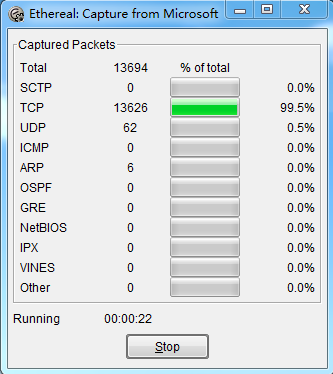 Ethereal: Capture from Microsoft
Captured Packets
Total 13694 % of total
SCTP 0 0.0%
TCP 13626 99.5%
UDP 62 0.5%
ICMP 0 0.0%
ARP 6 0.0%
OSPF 0 0.0%
GRE 0 0.0%
NetBIOS 0 0.0%
IPX 0 0.0%
VINES 0 0.0%
Other 0 0.0%
Running 00:00:22
Stop